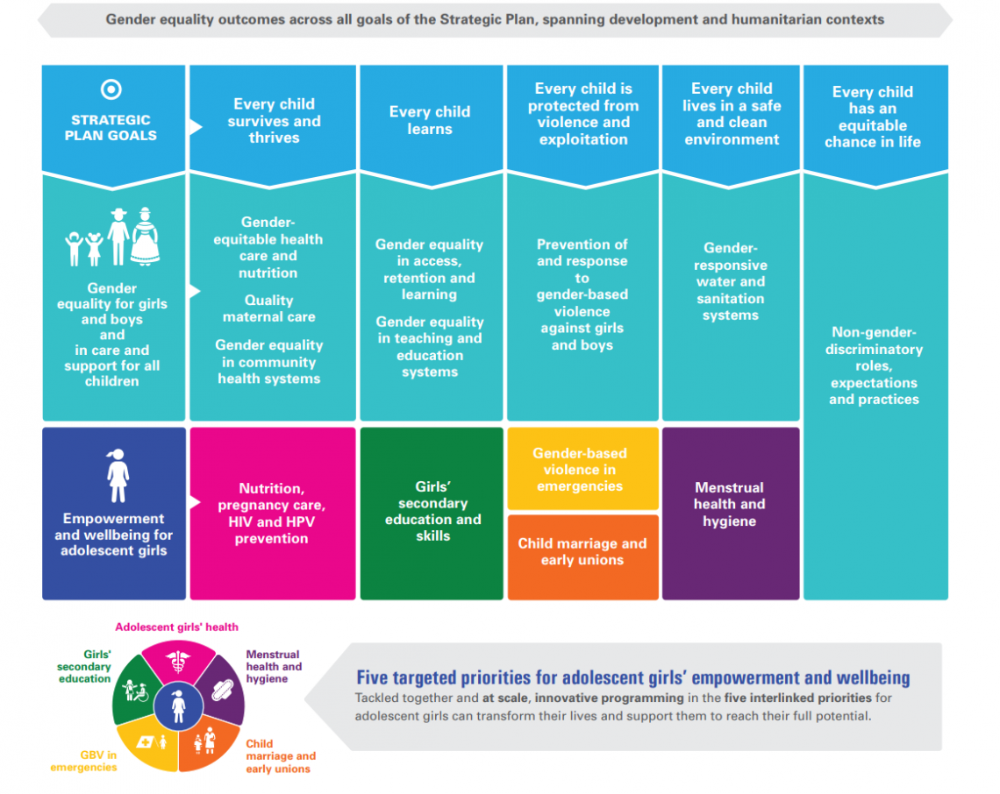 Gender equality outcomes across all goals of the Strategic Plan, spanning development and humanitarian contexts
STRATEGIC
PLAN GOALS
Every child
survives and
thrives
Every child
learns
Every child is
protected from
violence and
exploitation
Every child
lives in a safe
and clean
environment
Every child
has an
equitable
chance in life
Gender
equality for girls
and boys
and
in care and
support for all
children
Gender-
equitable health
care and
nutrition
Quality
maternal care
Gender equality
in community
health systems
Gender equality
in access,
retention and
learning
Gender equality
in teaching and
education
systems
Prevention of
and response
to
gender-based
violence
against girls
and boys
Gender-
responsive
water and
sanitation
systems
Non-gender-
discriminatory
roles,
expectations
and practices
Empowerment
and wellbeing for
adolescent girls
Nutrition,
pregnancy care,
HIV and HPV
prevention
Girls'
secondary
education and
skills
Gender-based
violence in
emergencies
Child marriage and
early unions
Menstrual
health and
hygiene
Adolescent girls' health
Girls'
secondary
education
Menstrual
health and
hygiene
GBV in
emergencies
Child
marriage and
early unions
Five targeted priorities for adolescent girls' empowerment and wellbeing
Tackled together and at scale, innovative programming in the five interlinked priorities for
adolescent girls can transform their lives and support them to reach their full potential.